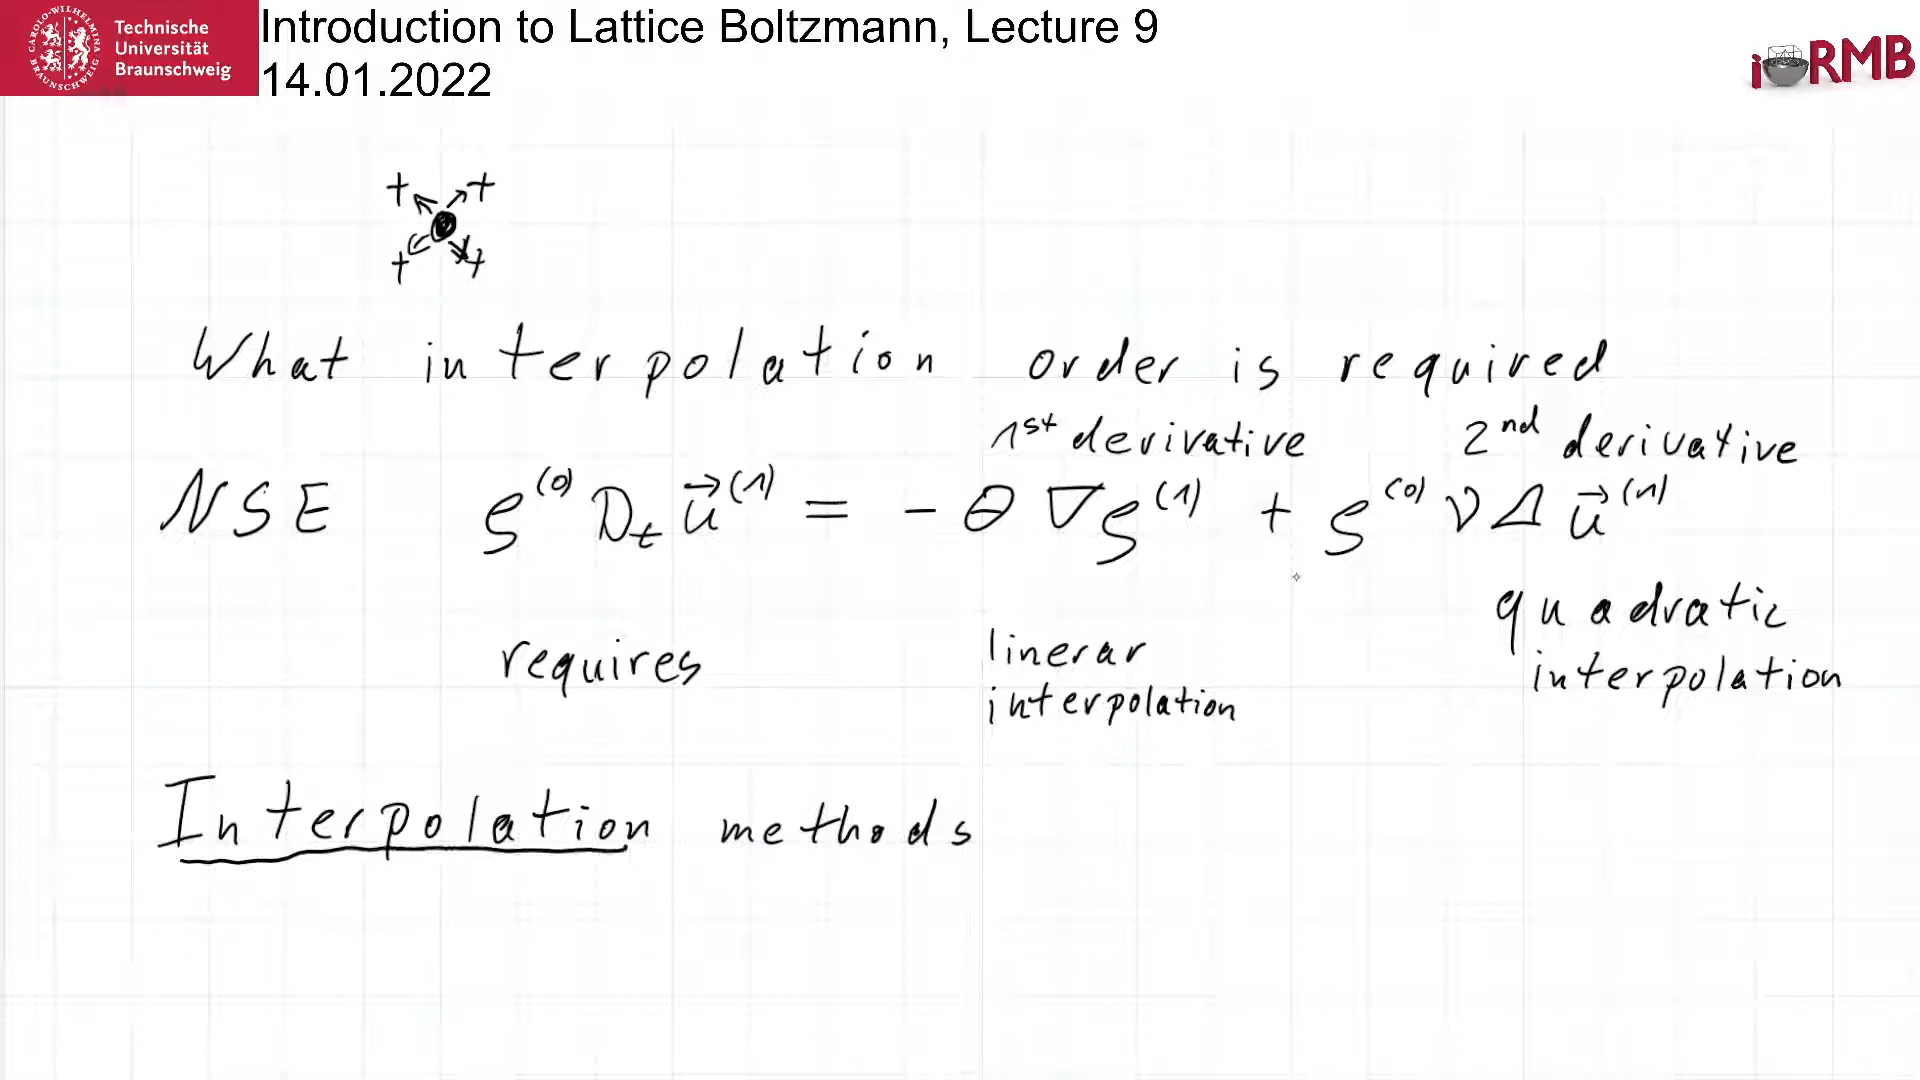 Technische
Universität
Braunschweig
Introduction to Lattice Boltzmann, Lecture 9
14.01.2022
iRMB
+ +
+ +
What interpolation order is required
1st derivative 2nd derivative
NSE ρ^(0) D_t u⃗^(1) = - θ ∇ρ^(1) + ρ^(0) ν Δ u⃗^(1)
quadratic
interpolation
requires linerar
interpolation
Interpolation methods